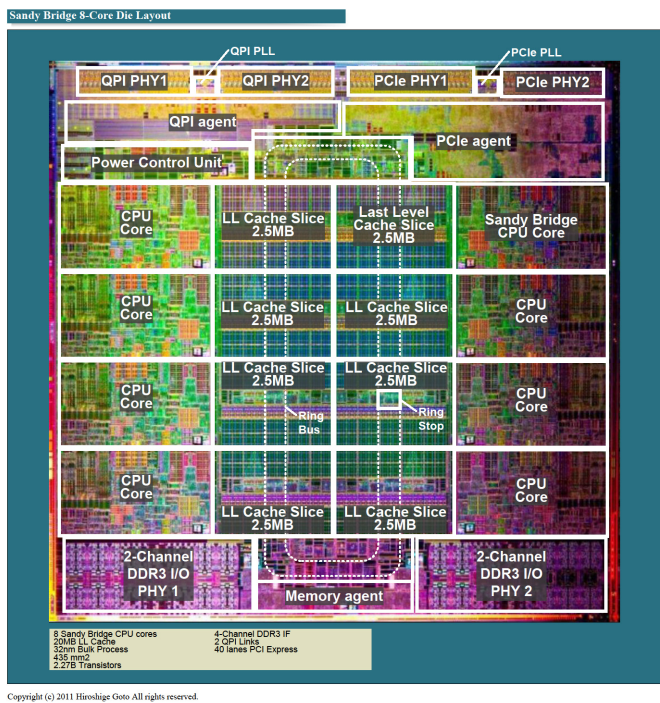 Sandy Bridge 8-Core Die Layout
QPI PLL
PCIe PLL
QPI PHY1
QPI PHY2
PCIe PHY1
PCIe PHY2
QPI agent
PCIe agent
Power Control Unit
CPU
Core
LL Cache Slice
2.5MB
Last Level
Cache Slice
2.5MB
Sandy Bridge
CPU Core
CPU
Core
LL Cache Slice
2.5MB
LL Cache Slice
2.5MB
CPU
Core
CPU
Core
LL Cache Slice
2.5MB
LL Cache Slice
2.5MB
CPU
Core
Ring
Bus
Ring
Stop
CPU
Core
LL Cache Slice
2.5MB
LL Cache Slice
2.5MB
CPU
Core
2-Channel
DDR3 I/O
PHY 1
Memory agent
2-Channel
DDR3 I/O
PHY 2
8 Sandy Bridge CPU cores
20MB LL Cache
32nm Bulk Process
435 mm2
2.27B Transistors
4-Channel DDR3 IF
2 QPI Links
40 lanes PCI Express
Copyright (c) 2011 Hiroshige Goto All rights reserved.